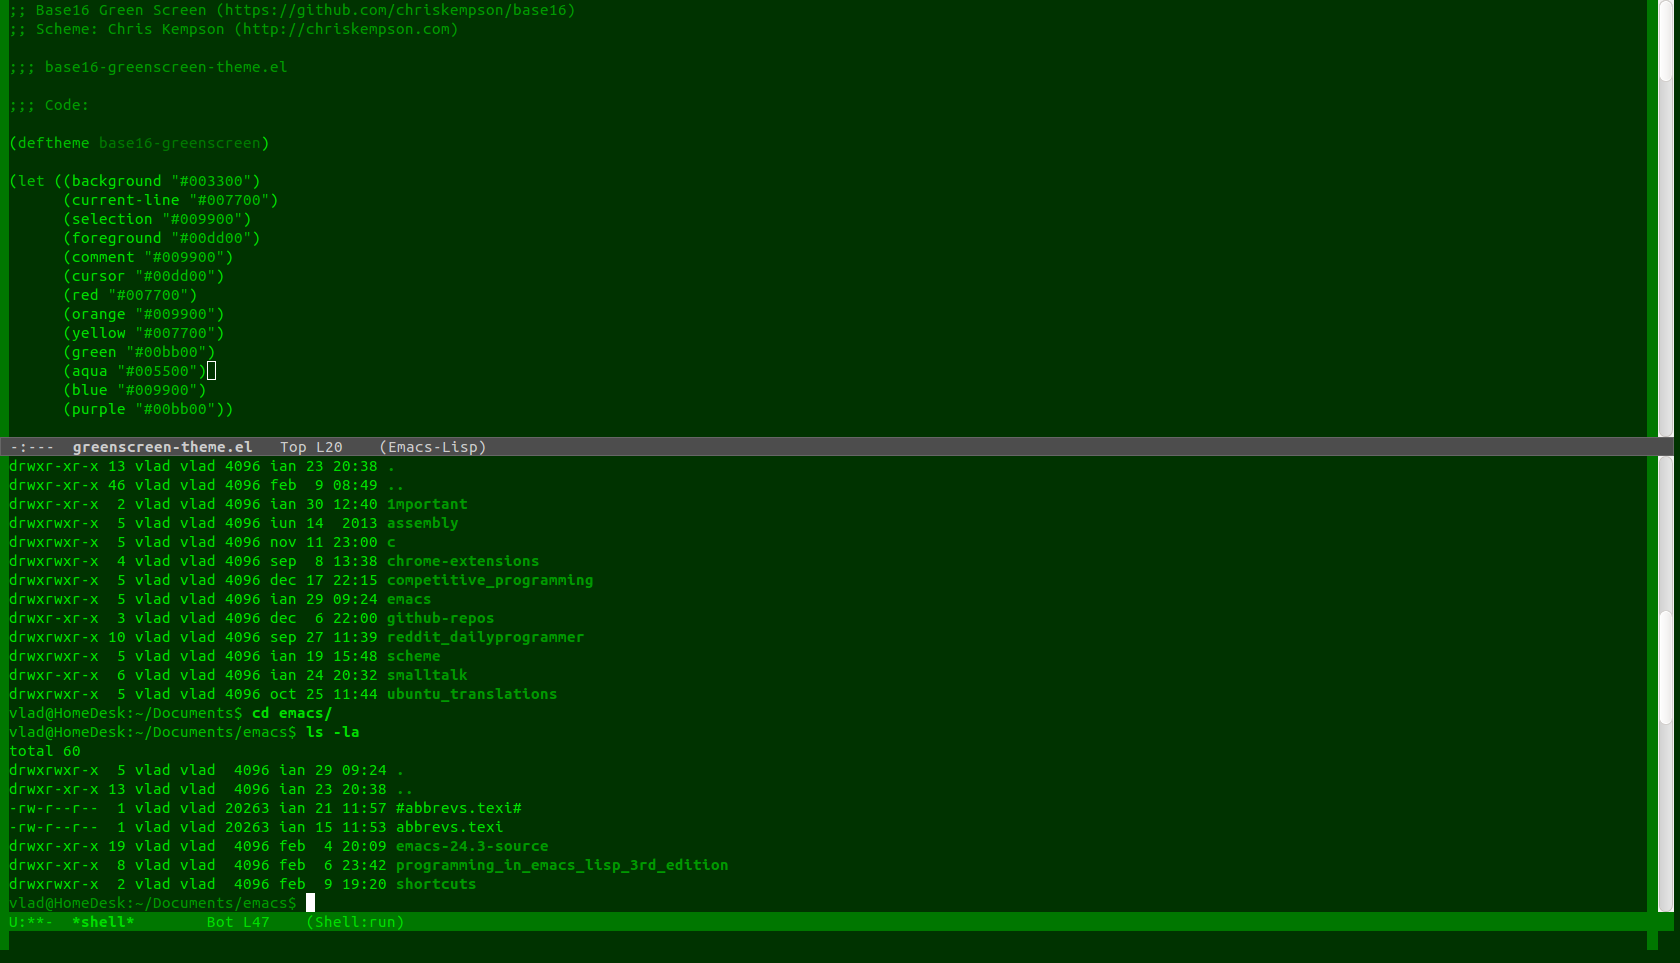 ;; Base16 Green Screen (https://github.com/chriskempson/base16)
;; Scheme: Chris Kempson (http://chriskempson.com)
;;; base16-greenscreen-theme.el
;;; Code:
(deftheme base16-greenscreen)
(let ((background "#003300")
      (current-line "#007700")
      (selection "#009900")
      (foreground "#00dd00")
      (comment "#009900")
      (cursor "#00dd00")
      (red "#007700")
      (orange "#009900")
      (yellow "#007700")
      (green "#00bb00")
      (aqua "#005500")
      (blue "#009900")
      (purple "#00bb00"))
-:---  greenscreen-theme.el   Top L20    (Emacs-Lisp)
drwxr-xr-x 13 vlad vlad 4096 ian 23 20:38 .
drwxr-xr-x 46 vlad vlad 4096 feb  9 08:49 ..
drwxr-xr-x  2 vlad vlad 4096 ian 30 12:40 1mportant
drwxrwxr-x  5 vlad vlad 4096 iun 14  2013 assembly
drwxrwxr-x  5 vlad vlad 4096 nov 11 23:00 c
drwxrwxr-x  4 vlad vlad 4096 sep  8 13:38 chrome-extensions
drwxrwxr-x  5 vlad vlad 4096 dec 17 22:15 competitive_programming
drwxrwxr-x  5 vlad vlad 4096 ian 29 09:24 emacs
drwxrwxr-x  3 vlad vlad 4096 dec  6 22:00 github-repos
drwxrwxr-x 10 vlad vlad 4096 sep 27 11:39 reddit_dailyprogrammer
drwxrwxr-x  5 vlad vlad 4096 ian 19 15:48 scheme
drwxrwxr-x  6 vlad vlad 4096 ian 24 20:32 smalltalk
drwxrwxr-x  5 vlad vlad 4096 oct 25 11:44 ubuntu_translations
vlad@HomeDesk:~/Documents$ cd emacs/
vlad@HomeDesk:~/Documents/emacs$ ls -la
total 60
drwxrwxr-x  5 vlad vlad  4096 ian 29 09:24 .
drwxr-xr-x 13 vlad vlad  4096 ian 23 20:38 ..
-rw-r--r--  1 vlad vlad 20263 ian 21 11:57 #abbrevs.texi#
-rw-r--r--  1 vlad vlad 20263 ian 15 11:53 abbrevs.texi
drwxr-xr-x 19 vlad vlad  4096 feb  4 20:09 emacs-24.3-source
drwxr-xr-x  8 vlad vlad  4096 feb  6 23:42 programming_in_emacs_lisp_3rd_edition
drwxrwxr-x  2 vlad vlad  4096 feb  9 19:20 shortcuts
vlad@HomeDesk:~/Documents/emacs$
U:**-  *shell*        Bot L47    (Shell:run)